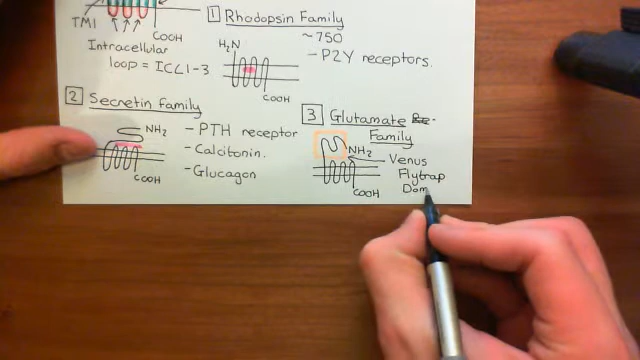 TM1
COOH
Intracellular
loop = ICL1-3
1 Rhodopsin Family
~750
- P2Y receptors.
H2N
COOH
2 Secretin Family
NH2
COOH
- PTH receptor
- Calcitonin.
- Glucagon
3 Glutamate
Family
NH2
COOH
Venus
Flytrap
Dom